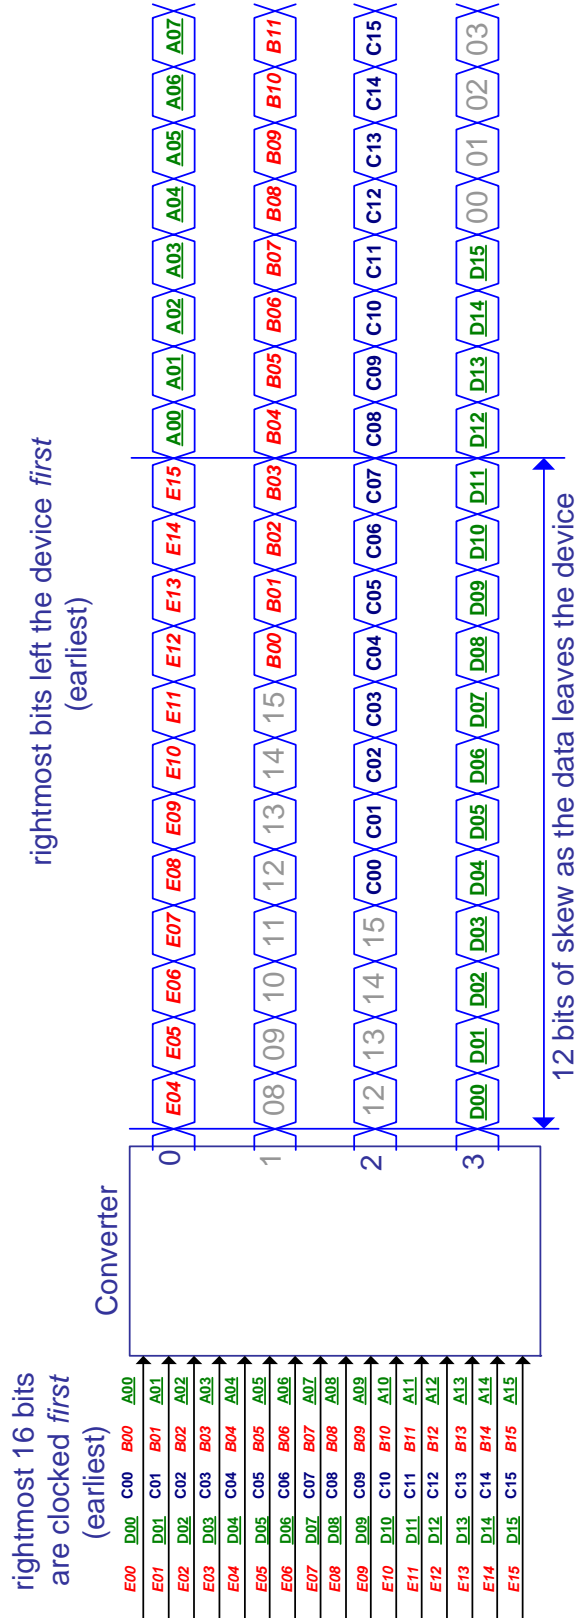 rightmost 16 bits
are clocked first
(earliest)
E00 D00 C00 B00 A00
E01 D01 C01 B01 A01
E02 D02 C02 B02 A02
E03 D03 C03 B03 A03
E04 D04 C04 B04 A04
E05 D05 C05 B05 A05
E06 D06 C06 B06 A06
E07 D07 C07 B07 A07
E08 D08 C08 B08 A08
E09 D09 C09 B09 A09
E10 D10 C10 B10 A10
E11 D11 C11 B11 A11
E12 D12 C12 B12 A12
E13 D13 C13 B13 A13
E14 D14 C14 B14 A14
E15 D15 C15 B15 A15
Converter
rightmost bits left the device first
(earliest)
0 E04 E05 E06 E07 E08 E09 E10 E11 E12 E13 E14 E15 A00 A01 A02 A03 A04 A05 A06 A07
1 08 09 10 11 12 13 14 15 B00 B01 B02 B03 B04 B05 B06 B07 B08 B09 B10 B11
2 12 13 14 15 C00 C01 C02 C03 C04 C05 C06 C07 C08 C09 C10 C11 C12 C13 C14 C15
3 D00 D01 D02 D03 D04 D05 D06 D07 D08 D09 D10 D11 D12 D13 D14 D15 00 01 02 03
12 bits of skew as the data leaves the device